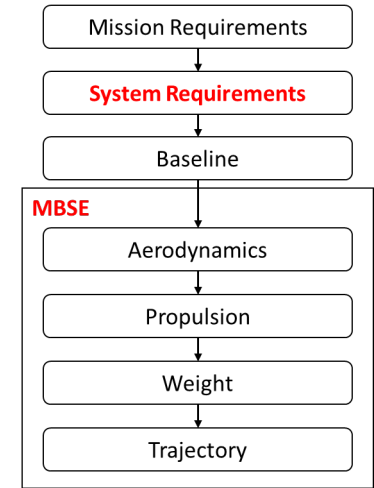 Mission Requirements
System Requirements
Baseline
MBSE
Aerodynamics
Propulsion
Weight
Trajectory